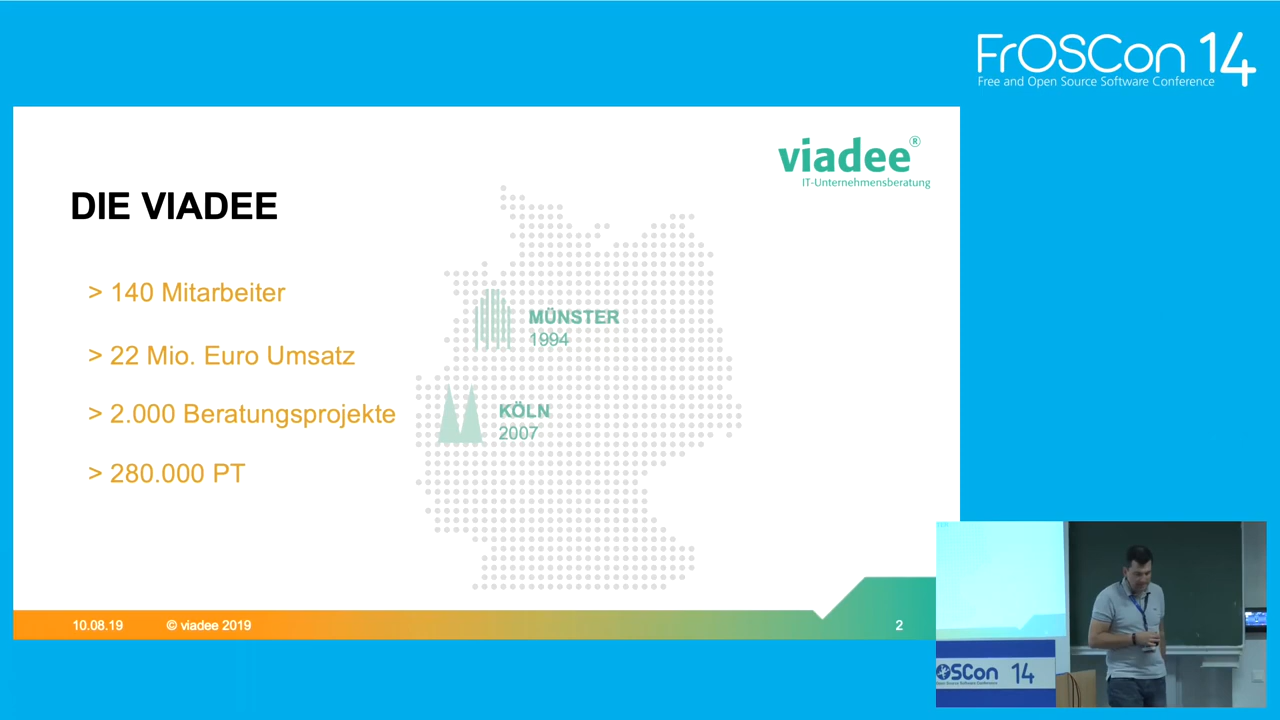 FrOSCon 14
Free and Open Source Software Conference
viadee®
IT-Unternehmensberatung
DIE VIADEE
> 140 Mitarbeiter
> 22 Mio. Euro Umsatz
> 2.000 Beratungsprojekte
> 280.000 PT
MÜNSTER
1994
KÖLN
2007
10.08.19 © viadee 2019 2
OSCon 14